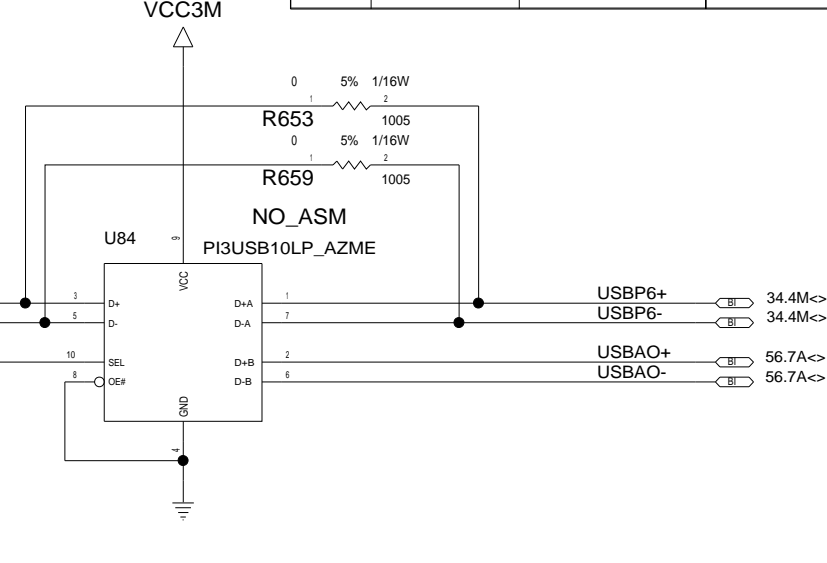 VCC3M
0 5% 1/16W
1 2
R653 1005
0 5% 1/16W
1 2
R659 1005
NO_ASM
U84 9 PI3USB10LP_AZME
VCC
3 D+ D+A 1 USBP6+ BI 34.4M<>
5 D- D-A 7 USBP6- BI 34.4M<>
10 SEL D+B 2 USBAO+ BI 56.7A<>
8 OE# D-B 6 USBAO- BI 56.7A<>
GND
4